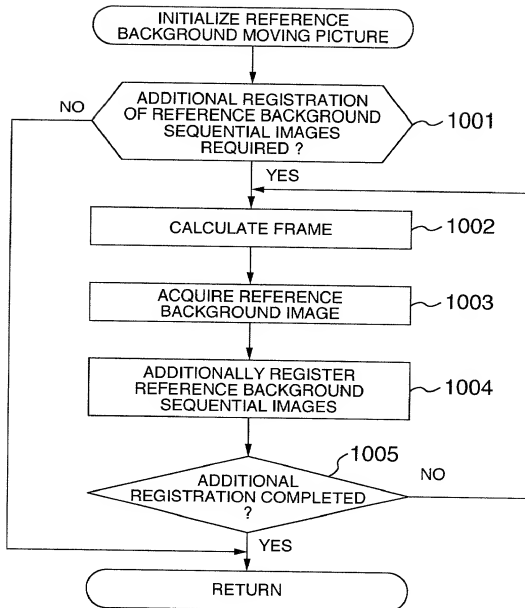 INITIALIZE REFERENCE
BACKGROUND MOVING PICTURE
NO
ADDITIONAL REGISTRATION
OF REFERENCE BACKGROUND
SEQUENTIAL IMAGES
REQUIRED ?
1001
YES
CALCULATE FRAME
1002
ACQUIRE REFERENCE
BACKGROUND IMAGE
1003
ADDITIONALLY REGISTER
REFERENCE BACKGROUND
SEQUENTIAL IMAGES
1004
1005
ADDITIONAL
REGISTRATION COMPLETED
?
NO
YES
RETURN